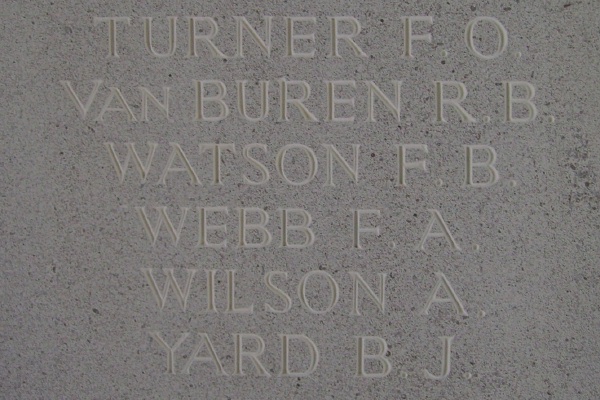 TURNER F. O.
VAN BUREN R. B.
WATSON F. B.
WEBB F. A.
WILSON A.
YARD B. J.